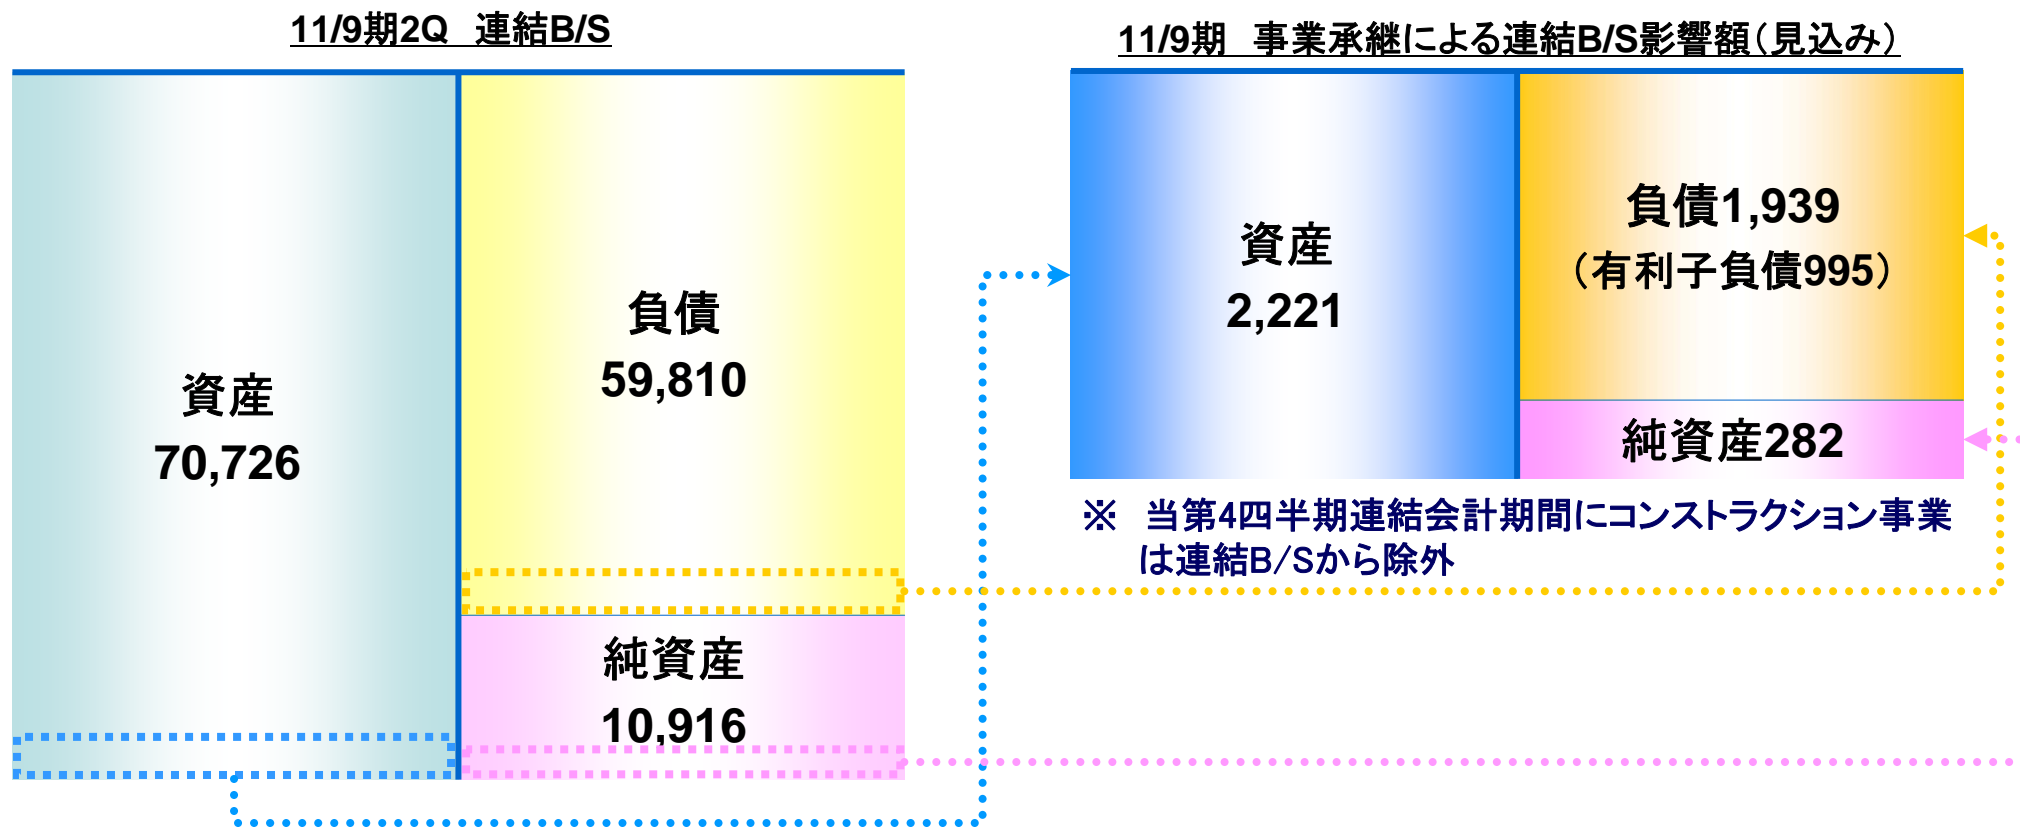 11/9期2Q　連結B/S
資産
70,726
負債
59,810
純資産
10,916
11/9期　事業承継による連結B/S影響額（見込み）
資産
2,221
負債1,939
（有利子負債995）
純資産282
※　当第4四半期連結会計期間にコンストラクション事業
は連結B/Sから除外